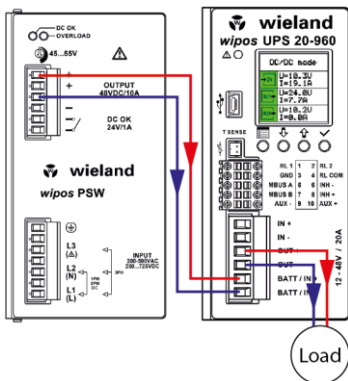 DC OK
OVERLOAD
45...55V
+
+
OUTPUT
48VDC/10A
−
−
DC OK
24V/1A
wieland
wipos PSW
L3
L2
(N)
L1
(L)
3PH
1PH
2PH
DC
INPUT
200-500VAC
wieland
wipos UPS 20-960
DC/DC mode
U=10.3V
I=19.1A
U=24.0V
I=7.7A
U=10.2V
I=0.0A
T SENSE
RL 1 1 2 RL 2
GND 3 4 RL COM
MBUS A 5 6 INH -
MBUS B 7 8 INH +
AUX - 9 10 AUX +
IN +
IN -
OUT +
OUT -
BATT / IN +
BATT / IN -
12 - 48V / 20A
Load